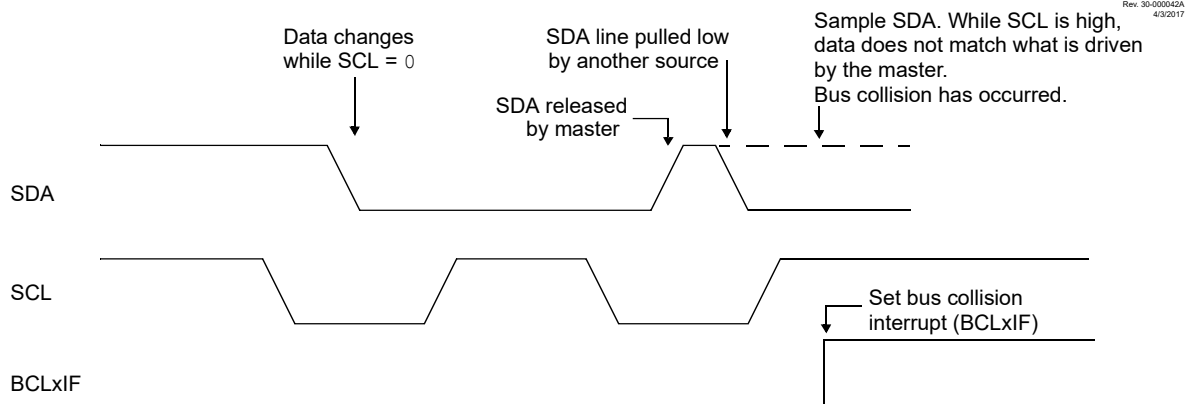 Rev. 30-000042A
4/3/2017
Data changes
while SCL = 0
SDA line pulled low
by another source
SDA released
by master
Sample SDA. While SCL is high,
data does not match what is driven
by the master.
Bus collision has occurred.
SDA
SCL
Set bus collision
interrupt (BCLxIF)
BCLxIF